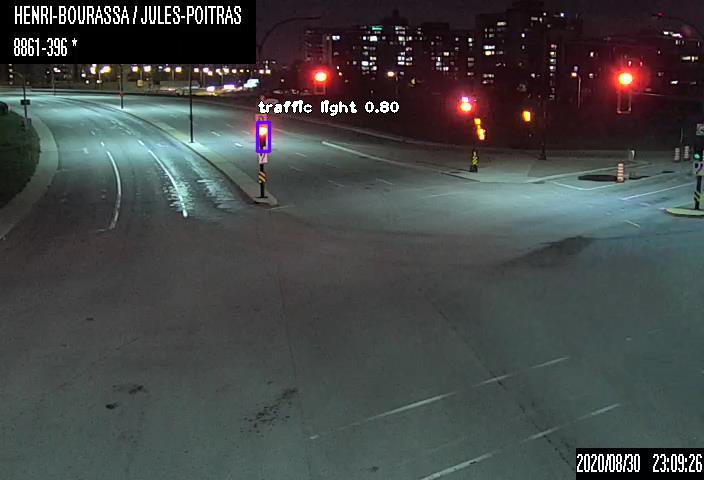 HENRI-BOURASSA / JULES-POITRAS
8861-396 *
traffic light 0.80
2020/08/30 23:09:26